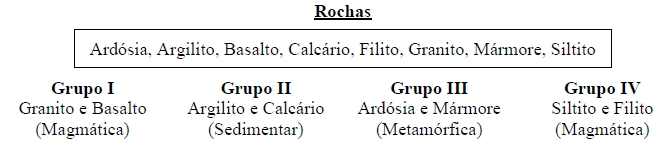 Rochas
Ardósia, Argilito, Basalto, Calcário, Filito, Granito, Mármore, Siltito
Grupo I
Granito e Basalto
(Magmática)
Grupo II
Argilito e Calcário
(Sedimentar)
Grupo III
Ardósia e Mármore
(Metamórfica)
Grupo IV
Siltito e Filito
(Magmática)